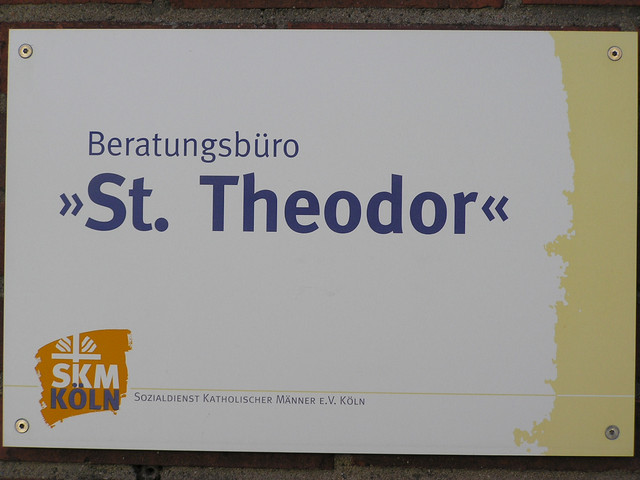 Beratungsbüro
»St. Theodor«
SKM
KÖLN
Sozialdienst Katholischer Männer e.V. Köln